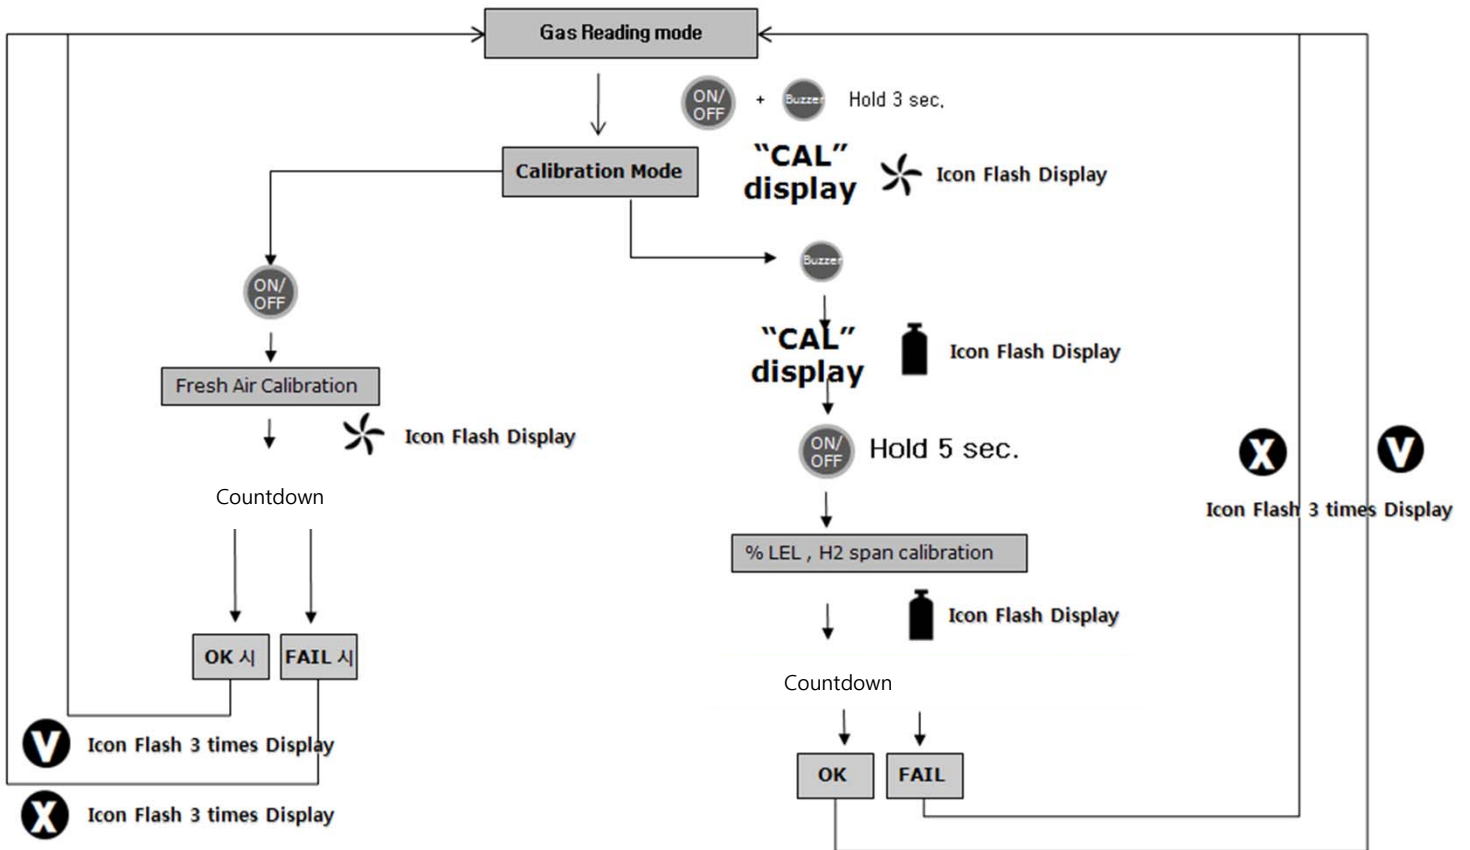 Gas Reading mode
ON/
OFF
+
Buzzer
Hold 3 sec.
Calibration Mode
“CAL”
display
Icon Flash Display
ON/
OFF
Buzzer
“CAL”
display
Icon Flash Display
Fresh Air Calibration
Icon Flash Display
ON/
OFF
Hold 5 sec.
X
V
Icon Flash 3 times Display
Countdown
% LEL , H2 span calibration
Icon Flash Display
OK 시
FAIL 시
Countdown
V
Icon Flash 3 times Display
OK
FAIL
X
Icon Flash 3 times Display